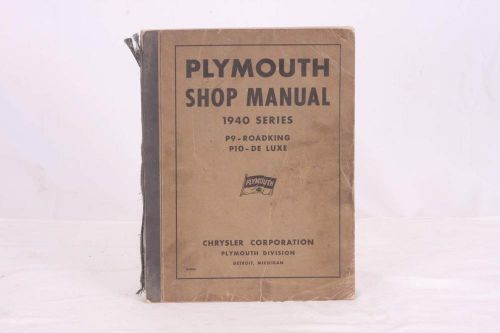 PLYMOUTH
SHOP MANUAL
1940 SERIES
P9-ROADKING
P10-DE LUXE
PLYMOUTH
CHRYSLER CORPORATION
PLYMOUTH DIVISION
DETROIT, MICHIGAN